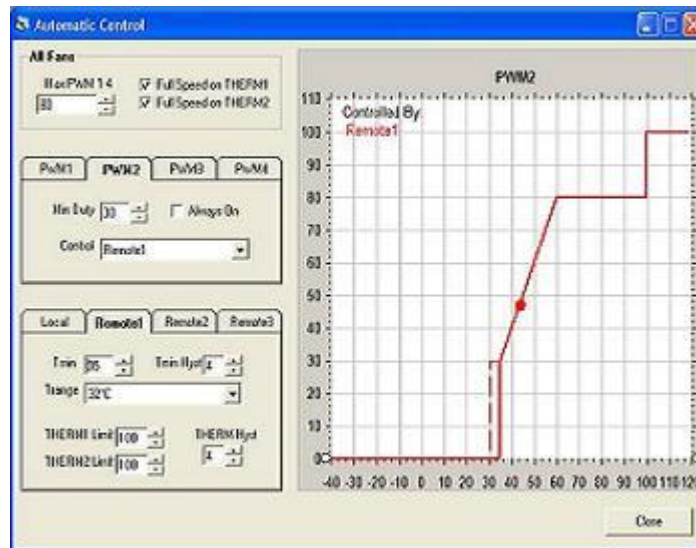 Automatic Control
All Fans
Max PWM 1-4
80
Full Speed on THERM1
Full Speed on THERM2
PWM1 PWM2 PWM3 PWM4
Min Duty 30 Always On
Control Remote1
Local Remote1 Remote2 Remote3
Tmin 35 Tmin Hyst 4
Trange 32°C
THERM1 Limit 100 THERM Hyst
THERM2 Limit 100 4
PWM2
Controlled By:
Remote1
110
100
90
80
70
60
50
40
30
20
10
0
-40 -30 -20 -10 0 10 20 30 40 50 60 70 80 90 100 110 120
Close